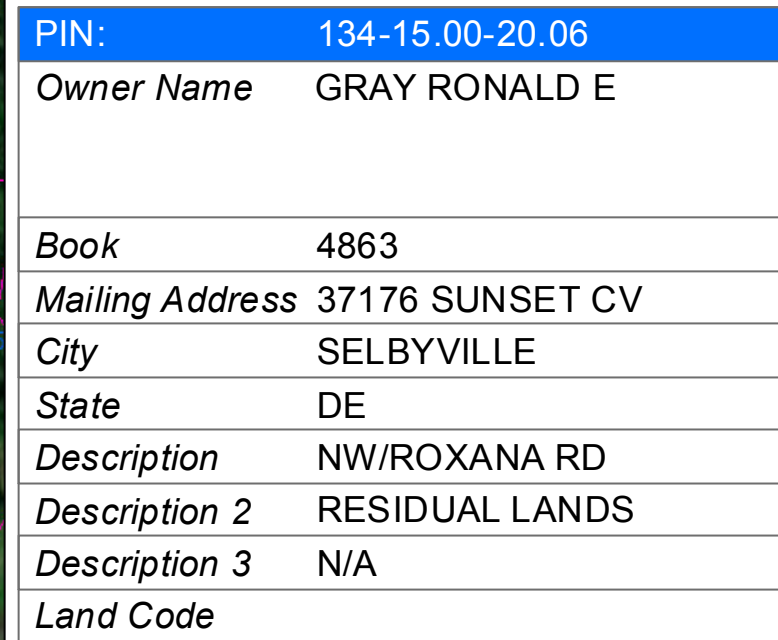 PIN: 134-15.00-20.06
Owner Name GRAY RONALD E
Book 4863
Mailing Address 37176 SUNSET CV
City SELBYVILLE
State DE
Description NW/ROXANA RD
Description 2 RESIDUAL LANDS
Description 3 N/A
Land Code